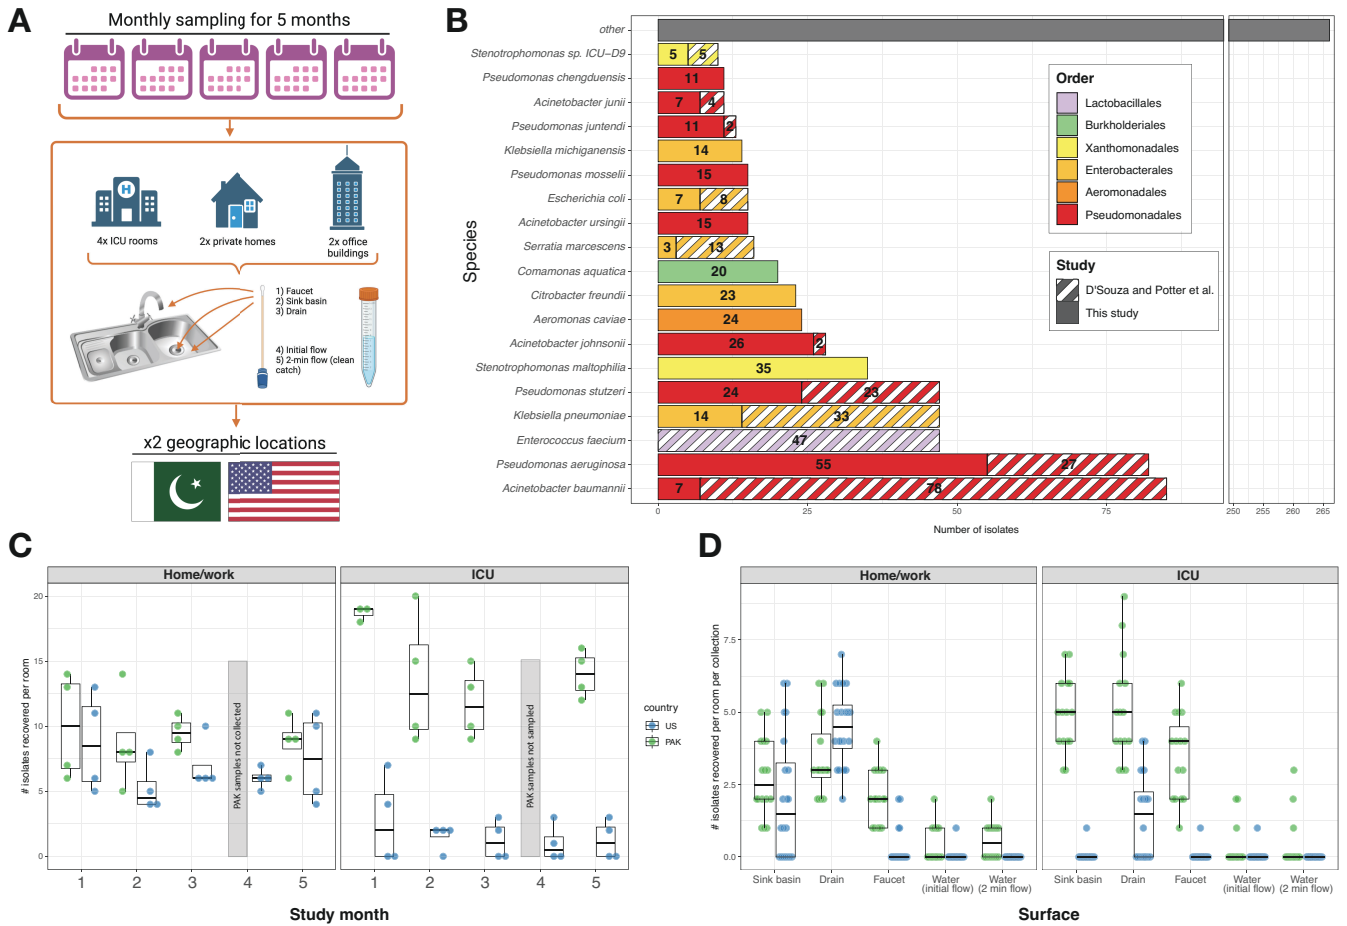 A
Monthly sampling for 5 months
H
4x ICU rooms
2x private homes
2x office
buildings
1) Faucet
2) Sink basin
3) Drain
4) Initial flow
5) 2-min flow (clean
catch)
x2 geographic locations
B
Species
other
Stenotrophomonas sp. ICU–D9
5
5
Pseudomonas chengduensis
11
Acinetobacter junii
7
4
Pseudomonas juntendi
11
2
Klebsiella michiganensis
14
Pseudomonas mosselii
15
Escherichia coli
7
8
Acinetobacter ursingii
15
Serratia marcescens
3
13
Comamonas aquatica
20
Citrobacter freundii
23
Aeromonas caviae
24
Acinetobacter johnsonii
26
2
Stenotrophomonas maltophilia
35
Pseudomonas stutzeri
24
23
Klebsiella pneumoniae
14
33
Enterococcus faecium
47
Pseudomonas aeruginosa
55
27
Acinetobacter baumannii
7
78
0
25
50
75
250
255
260
265
Number of isolates
Order
Lactobacillales
Burkholderiales
Xanthomonadales
Enterobacterales
Aeromonadales
Pseudomonadales
Study
D'Souza and Potter et al.
This study
C
Home/work
ICU
# isolates recovered per room
20
15
10
5
0
PAK samples not collected
PAK samples not sampled
1
2
3
4
5
1
2
3
4
5
Study month
country
US
PAK
D
Home/work
ICU
# isolates recovered per room per collection
7.5
5.0
2.5
0.0
Sink basin
Drain
Faucet
Water
(initial flow)
Water
(2 min flow)
Sink basin
Drain
Faucet
Water
(initial flow)
Water
(2 min flow)
Surface